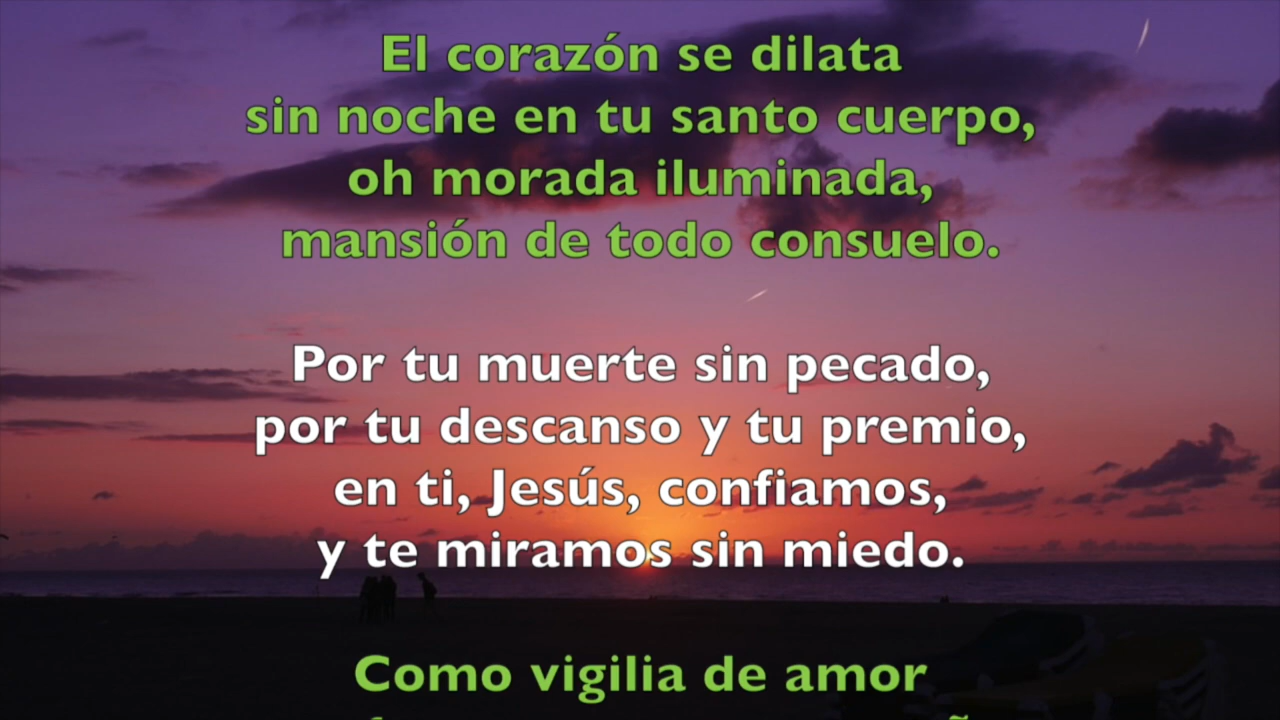 El corazón se dilata
sin noche en tu santo cuerpo,
oh morada iluminada,
mansión de todo consuelo.
Por tu muerte sin pecado,
por tu descanso y tu premio,
en ti, Jesús, confiamos,
y te miramos sin miedo.
Como vigilia de amor